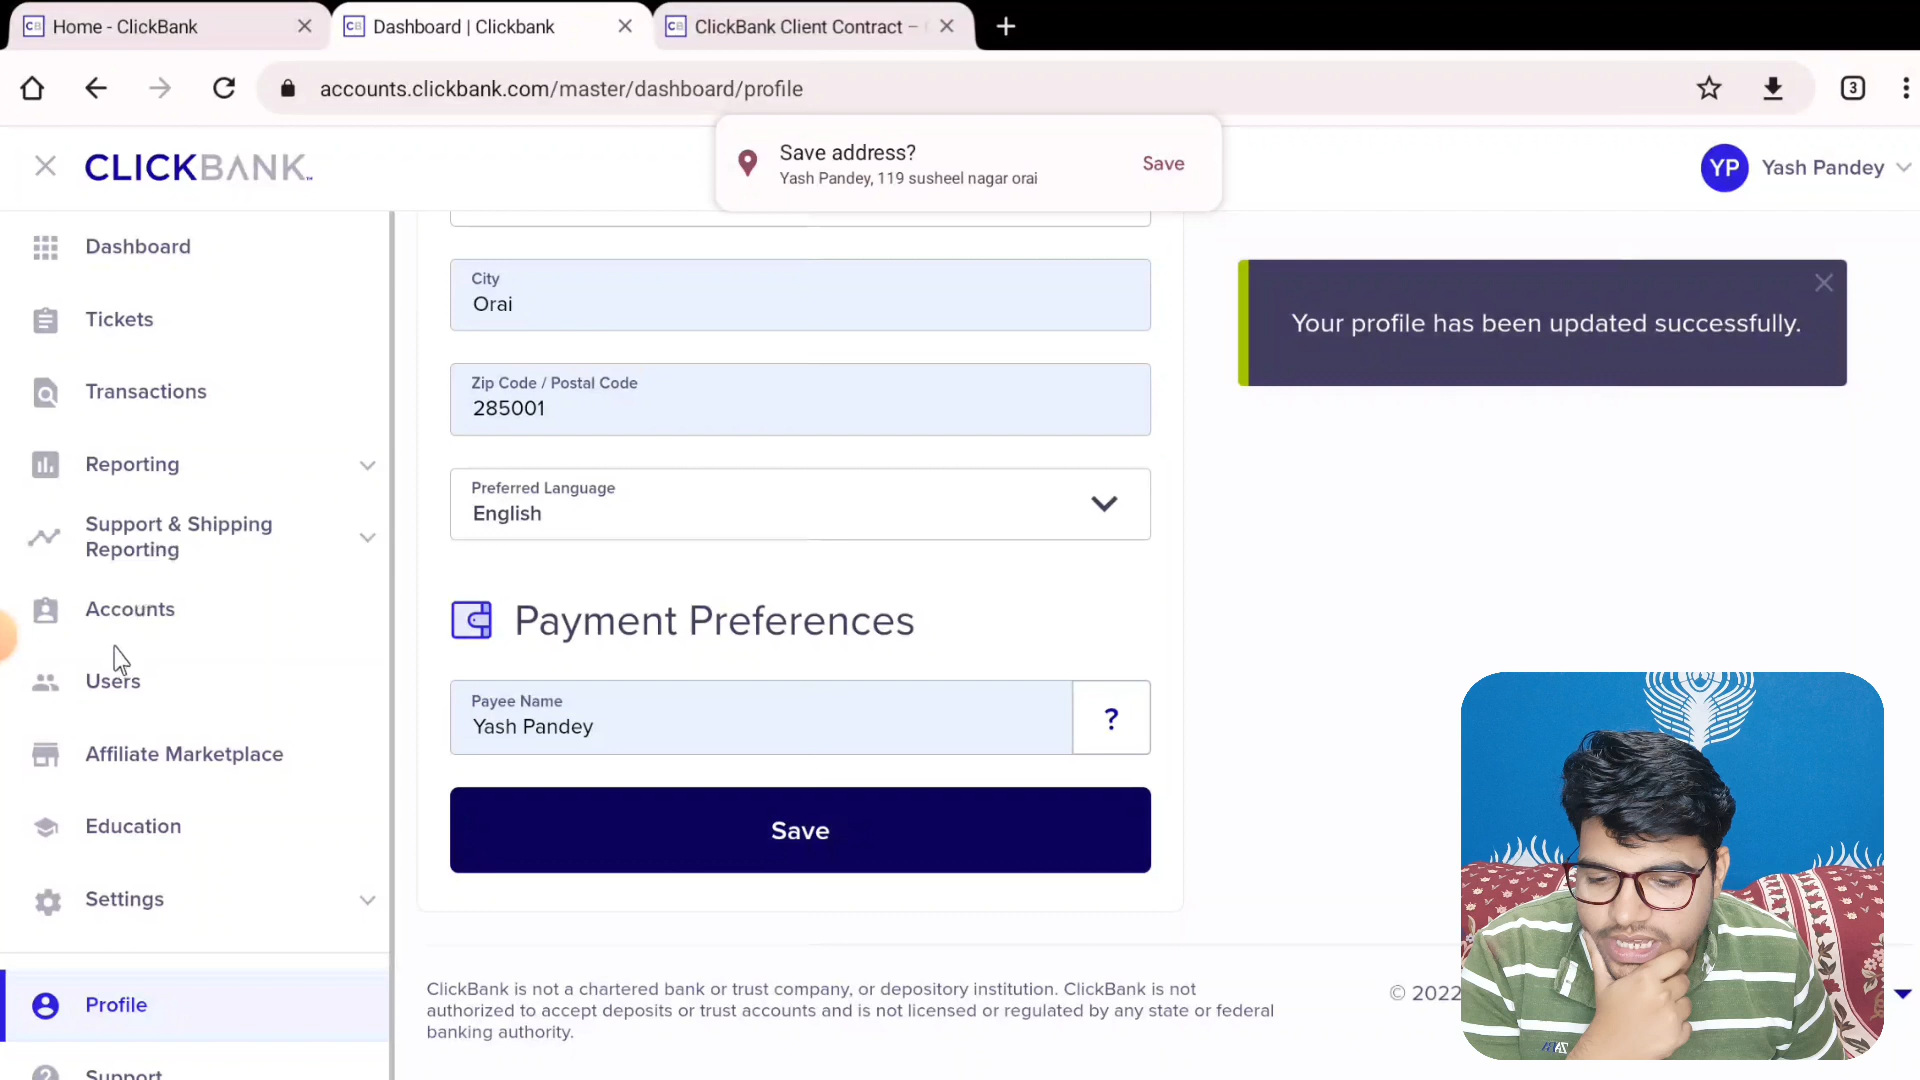 Home - ClickBank
Dashboard | Clickbank
ClickBank Client Contract –
accounts.clickbank.com/master/dashboard/profile
3
Save address?
Yash Pandey, 119 susheel nagar orai
Save
CLICKBANK
YP
Yash Pandey
Dashboard
Tickets
Transactions
Reporting
Support & Shipping
Reporting
Accounts
Users
Affiliate Marketplace
Education
Settings
Profile
Support
City
Orai
Zip Code / Postal Code
285001
Preferred Language
English
Payment Preferences
Payee Name
Yash Pandey
?
Save
Your profile has been updated successfully.
ClickBank is not a chartered bank or trust company, or depository institution. ClickBank is not
authorized to accept deposits or trust accounts and is not licensed or regulated by any state or federal
banking authority.
© 2022